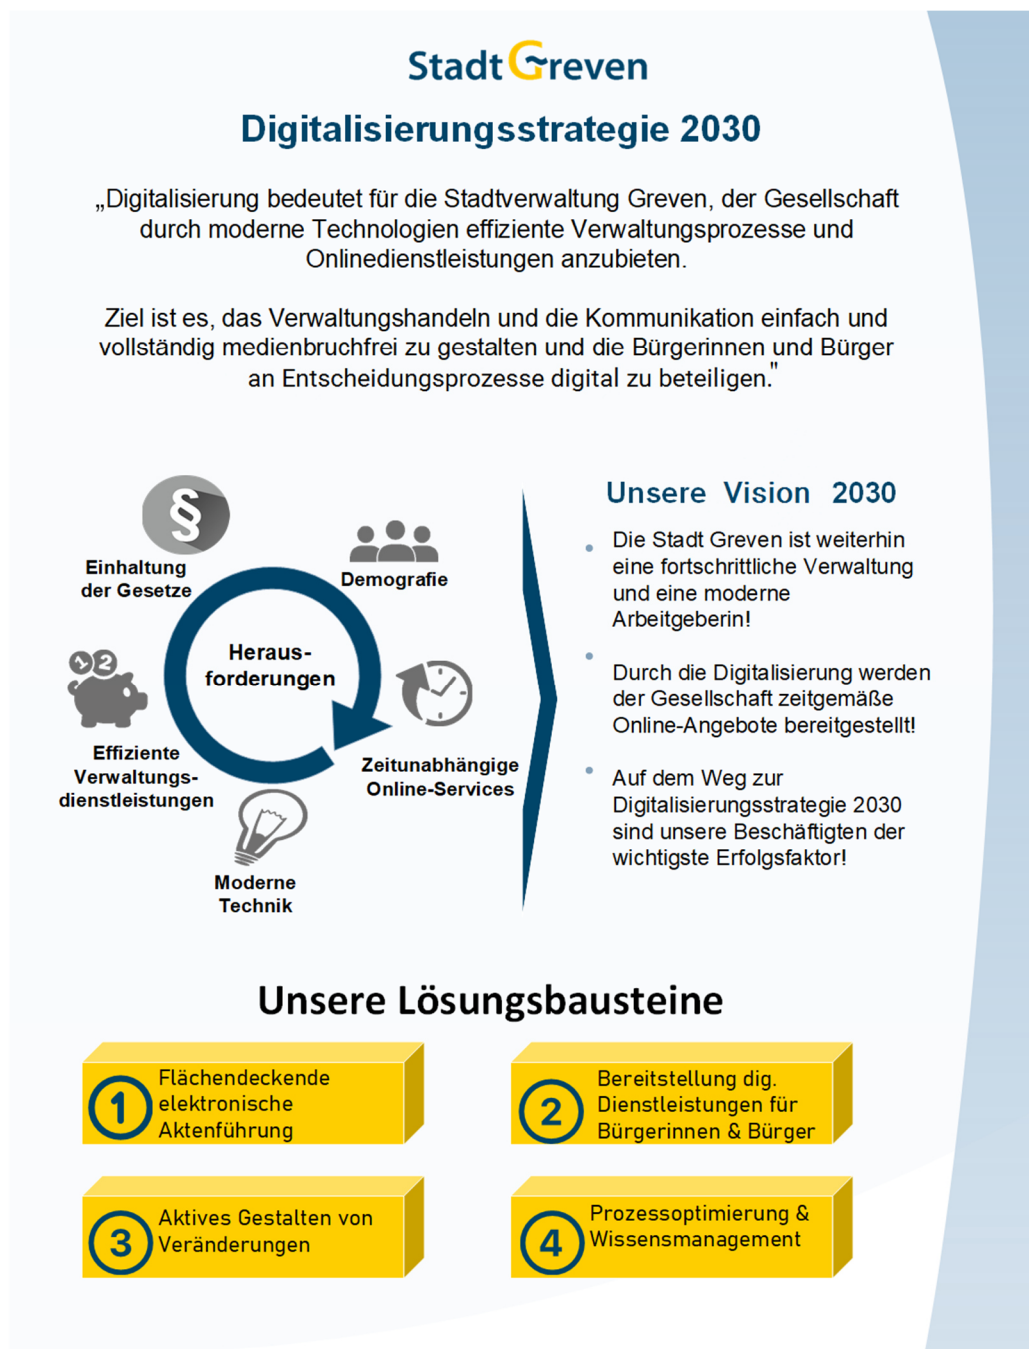 Stadt Greven
Digitalisierungsstrategie 2030
„Digitalisierung bedeutet für die Stadtverwaltung Greven, der Gesellschaft
durch moderne Technologien effiziente Verwaltungsprozesse und
Onlinedienstleistungen anzubieten.
Ziel ist es, das Verwaltungshandeln und die Kommunikation einfach und
vollständig medienbruchfrei zu gestalten und die Bürgerinnen und Bürger
an Entscheidungsprozesse digital zu beteiligen."
§
Einhaltung
der Gesetze
Demografie
Heraus-
forderungen
1 2
Effiziente
Verwaltungs-
dienstleistungen
Zeitunabhängige
Online-Services
Moderne
Technik
Unsere Vision 2030
• Die Stadt Greven ist weiterhin
eine fortschrittliche Verwaltung
und eine moderne
Arbeitgeberin!
• Durch die Digitalisierung werden
der Gesellschaft zeitgemäße
Online-Angebote bereitgestellt!
• Auf dem Weg zur
Digitalisierungsstrategie 2030
sind unsere Beschäftigten der
wichtigste Erfolgsfaktor!
Unsere Lösungsbausteine
1
Flächendeckende
elektronische
Aktenführung
2
Bereitstellung dig.
Dienstleistungen für
Bürgerinnen & Bürger
3
Aktives Gestalten von
Veränderungen
4
Prozessoptimierung &
Wissensmanagement